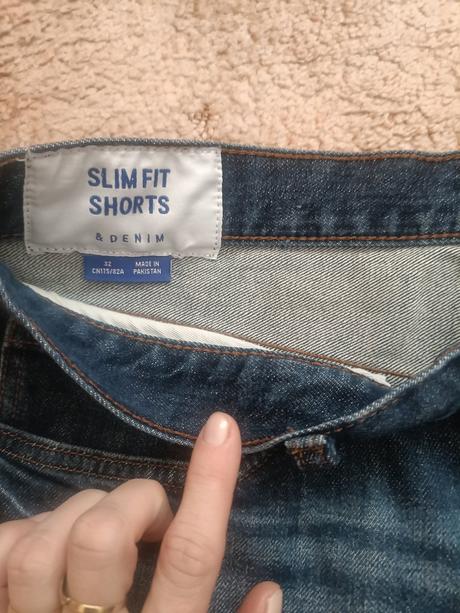 SLIM FIT
SHORTS
& DENIM
32 MADE IN
CN175/82A PAKISTAN